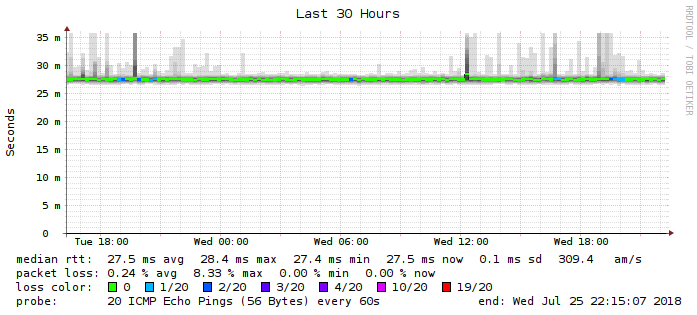 Last 30 Hours
RRDTOOL / TOBI OETIKER
Seconds
35 m
30 m
25 m
20 m
15 m
10 m
5 m
0
Tue 18:00 Wed 00:00 Wed 06:00 Wed 12:00 Wed 18:00
median rtt: 27.5 ms avg 28.4 ms max 27.4 ms min 27.5 ms now 0.1 ms sd 309.4 am/s
packet loss: 0.24 % avg 8.33 % max 0.00 % min 0.00 % now
loss color: 0 1/20 2/20 3/20 4/20 10/20 19/20
probe: 20 ICMP Echo Pings (56 Bytes) every 60s end: Wed Jul 25 22:15:07 2018